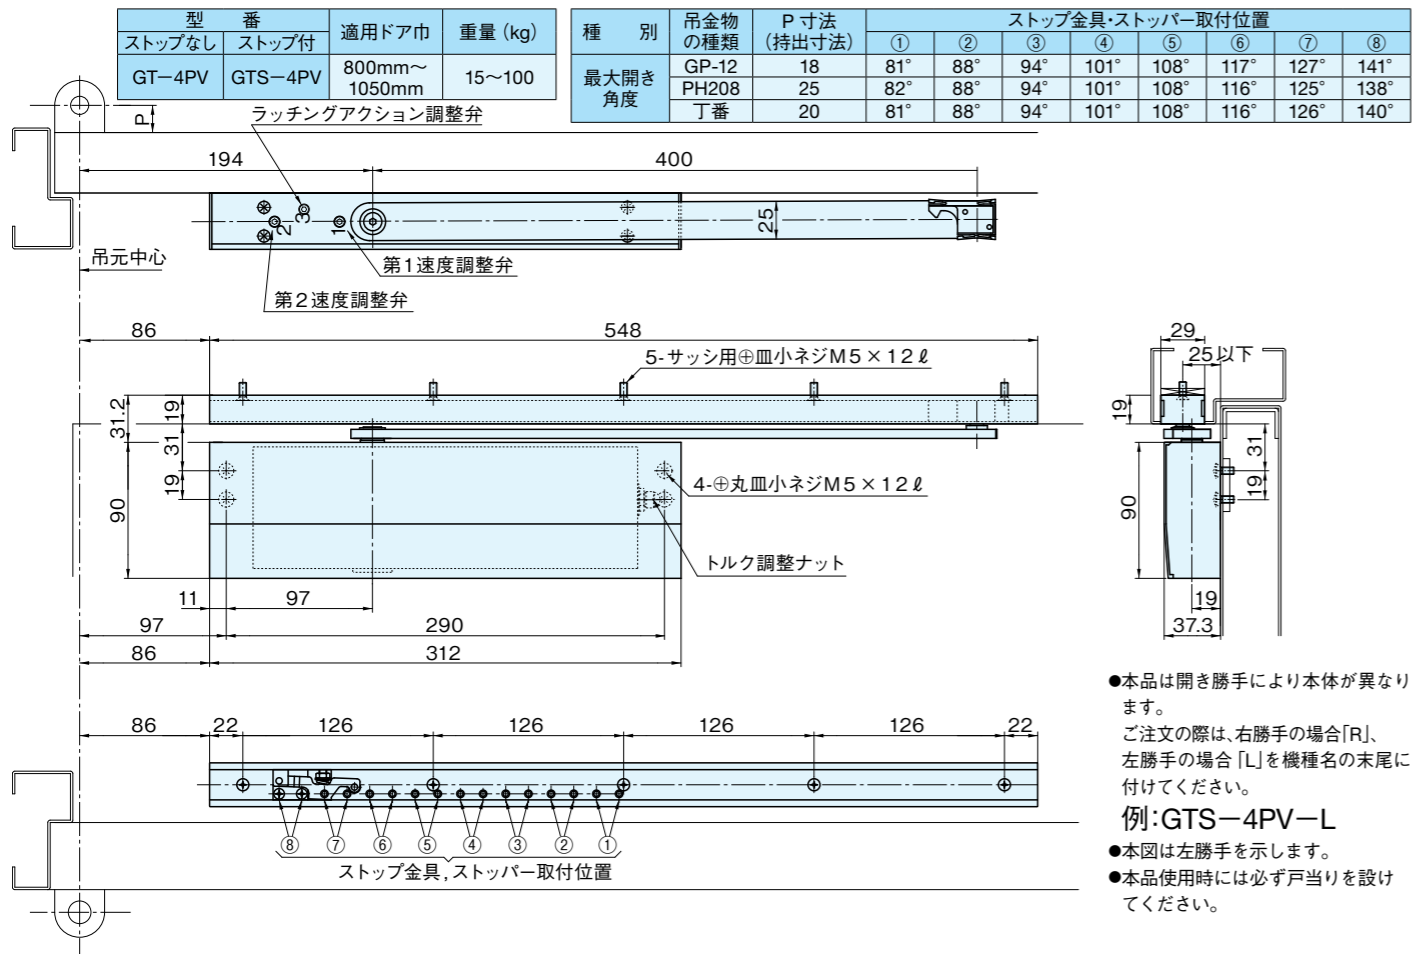 型　番 適用ドア巾 重量（kg）
ストップなし ストップ付
GT－4PV GTS－4PV 800mm～1050mm 15～100
種　別 吊金物の種類 P寸法（持出寸法） ストップ金具・ストッパー取付位置
① ② ③ ④ ⑤ ⑥ ⑦ ⑧
最大開き角度
GP-12 18 81° 88° 94° 101° 108° 117° 127° 141°
PH208 25 82° 88° 94° 101° 108° 116° 125° 138°
丁番 20 81° 88° 94° 101° 108° 116° 126° 140°
P
ラッチングアクション調整弁
194 400
3
2 1
25
吊元中心
第1速度調整弁
第2速度調整弁
86 548
5-サッシ用⊕皿小ネジM5×12ℓ
31.2 19
31
19
90
4-⊕丸皿小ネジM5×12ℓ
トルク調整ナット
11 97
97 290
86 312
29
25以下
19
31
19
90
19
37.3
86 22 126 126 126 126 22
⑧ ⑦ ⑥ ⑤ ④ ③ ② ①
ストップ金具,ストッパー取付位置
●本品は開き勝手により本体が異なり
ます。
ご注文の際は、右勝手の場合「R」、
左勝手の場合「L」を機種名の末尾に
付けてください。
例：GTS－4PV－L
●本図は左勝手を示します。
●本品使用時には必ず戸当りを設け
てください。